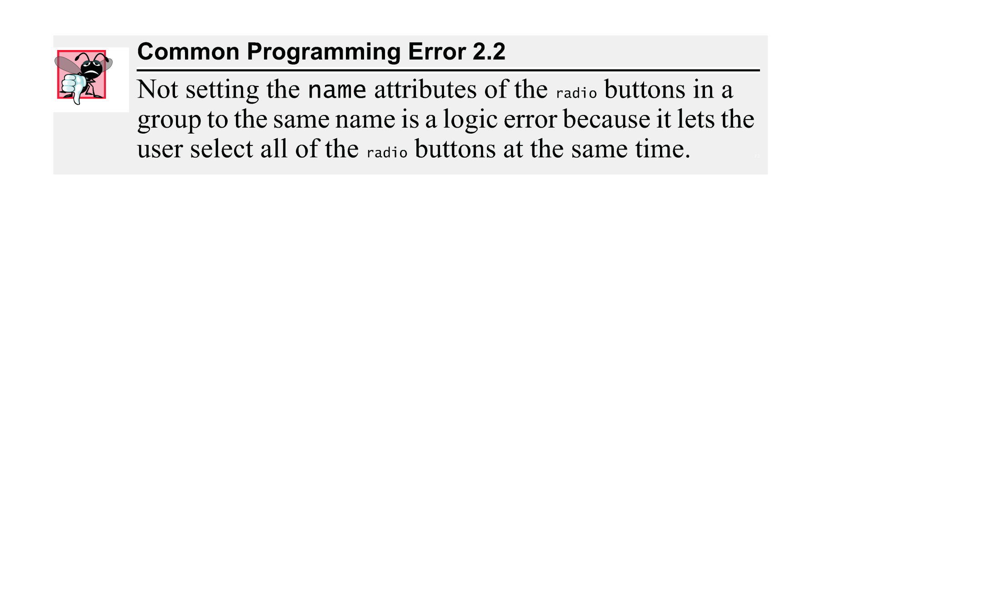 Common Programming Error 2.2
Not setting the name attributes of the radio buttons in a
group to the same name is a logic error because it lets the
user select all of the radio buttons at the same time.